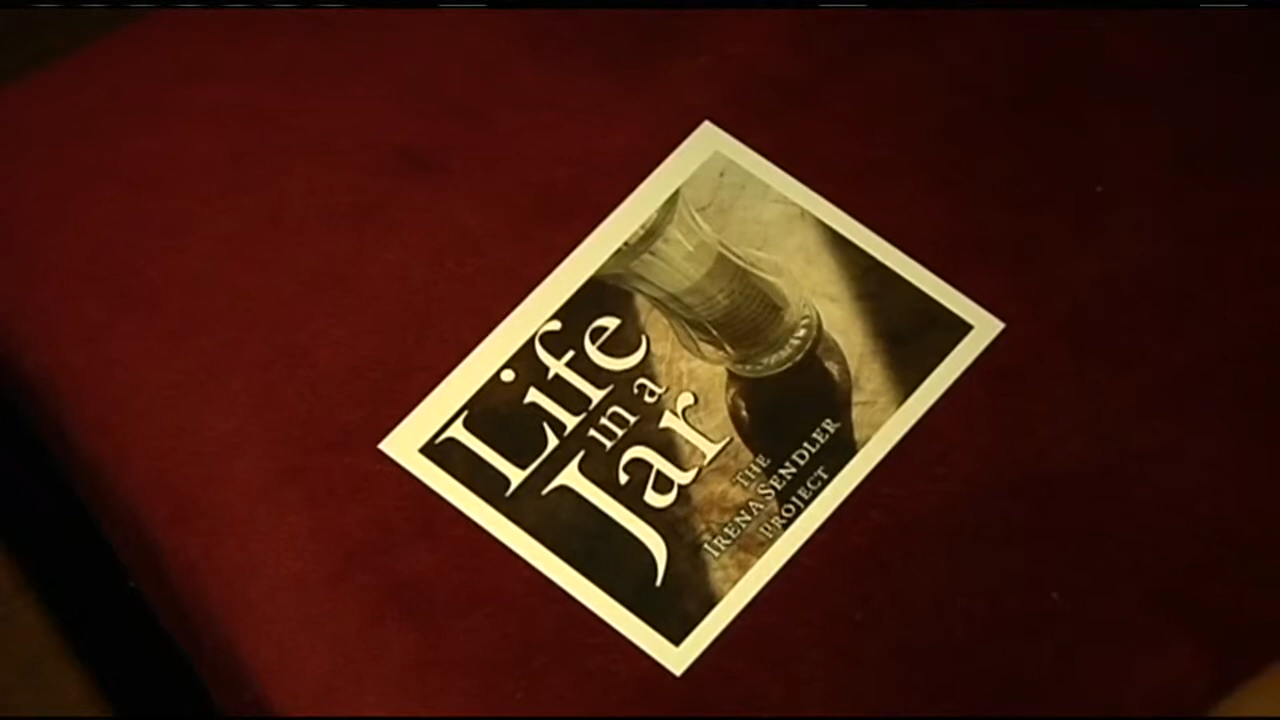 Life
in a
Jar
THE
IRENA SENDLER
PROJECT